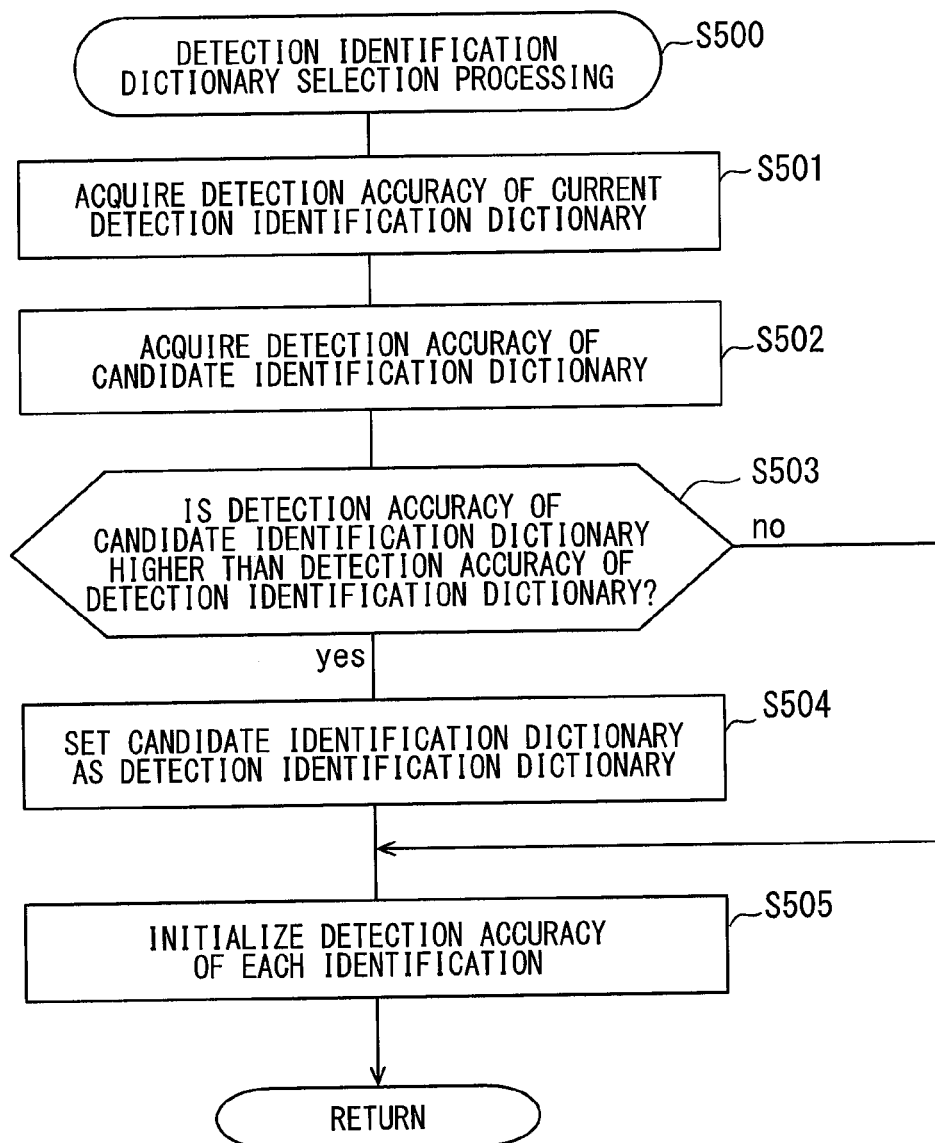 DETECTION IDENTIFICATION
DICTIONARY SELECTION PROCESSING
S500
ACQUIRE DETECTION ACCURACY OF CURRENT
DETECTION IDENTIFICATION DICTIONARY
S501
ACQUIRE DETECTION ACCURACY OF
CANDIDATE IDENTIFICATION DICTIONARY
S502
IS DETECTION ACCURACY OF
CANDIDATE IDENTIFICATION DICTIONARY
HIGHER THAN DETECTION ACCURACY OF
DETECTION IDENTIFICATION DICTIONARY?
S503
no
yes
SET CANDIDATE IDENTIFICATION DICTIONARY
AS DETECTION IDENTIFICATION DICTIONARY
S504
INITIALIZE DETECTION ACCURACY
OF EACH IDENTIFICATION
S505
RETURN